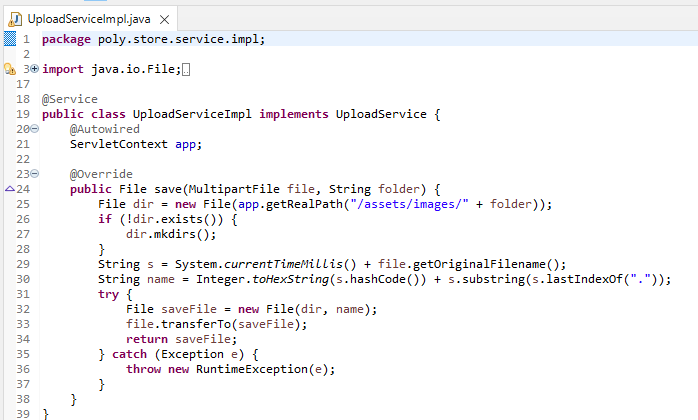 UploadServiceImpl.java
1 package poly.store.service.impl;
2
3 import java.io.File;
17
18 @Service
19 public class UploadServiceImpl implements UploadService {
20 @Autowired
21 ServletContext app;
22
23 @Override
24 public File save(MultipartFile file, String folder) {
25 File dir = new File(app.getRealPath("/assets/images/" + folder));
26 if (!dir.exists()) {
27 dir.mkdirs();
28 }
29 String s = System.currentTimeMillis() + file.getOriginalFilename();
30 String name = Integer.toHexString(s.hashCode()) + s.substring(s.lastIndexOf("."));
31 try {
32 File saveFile = new File(dir, name);
33 file.transferTo(saveFile);
34 return saveFile;
35 } catch (Exception e) {
36 throw new RuntimeException(e);
37 }
38 }
39 }